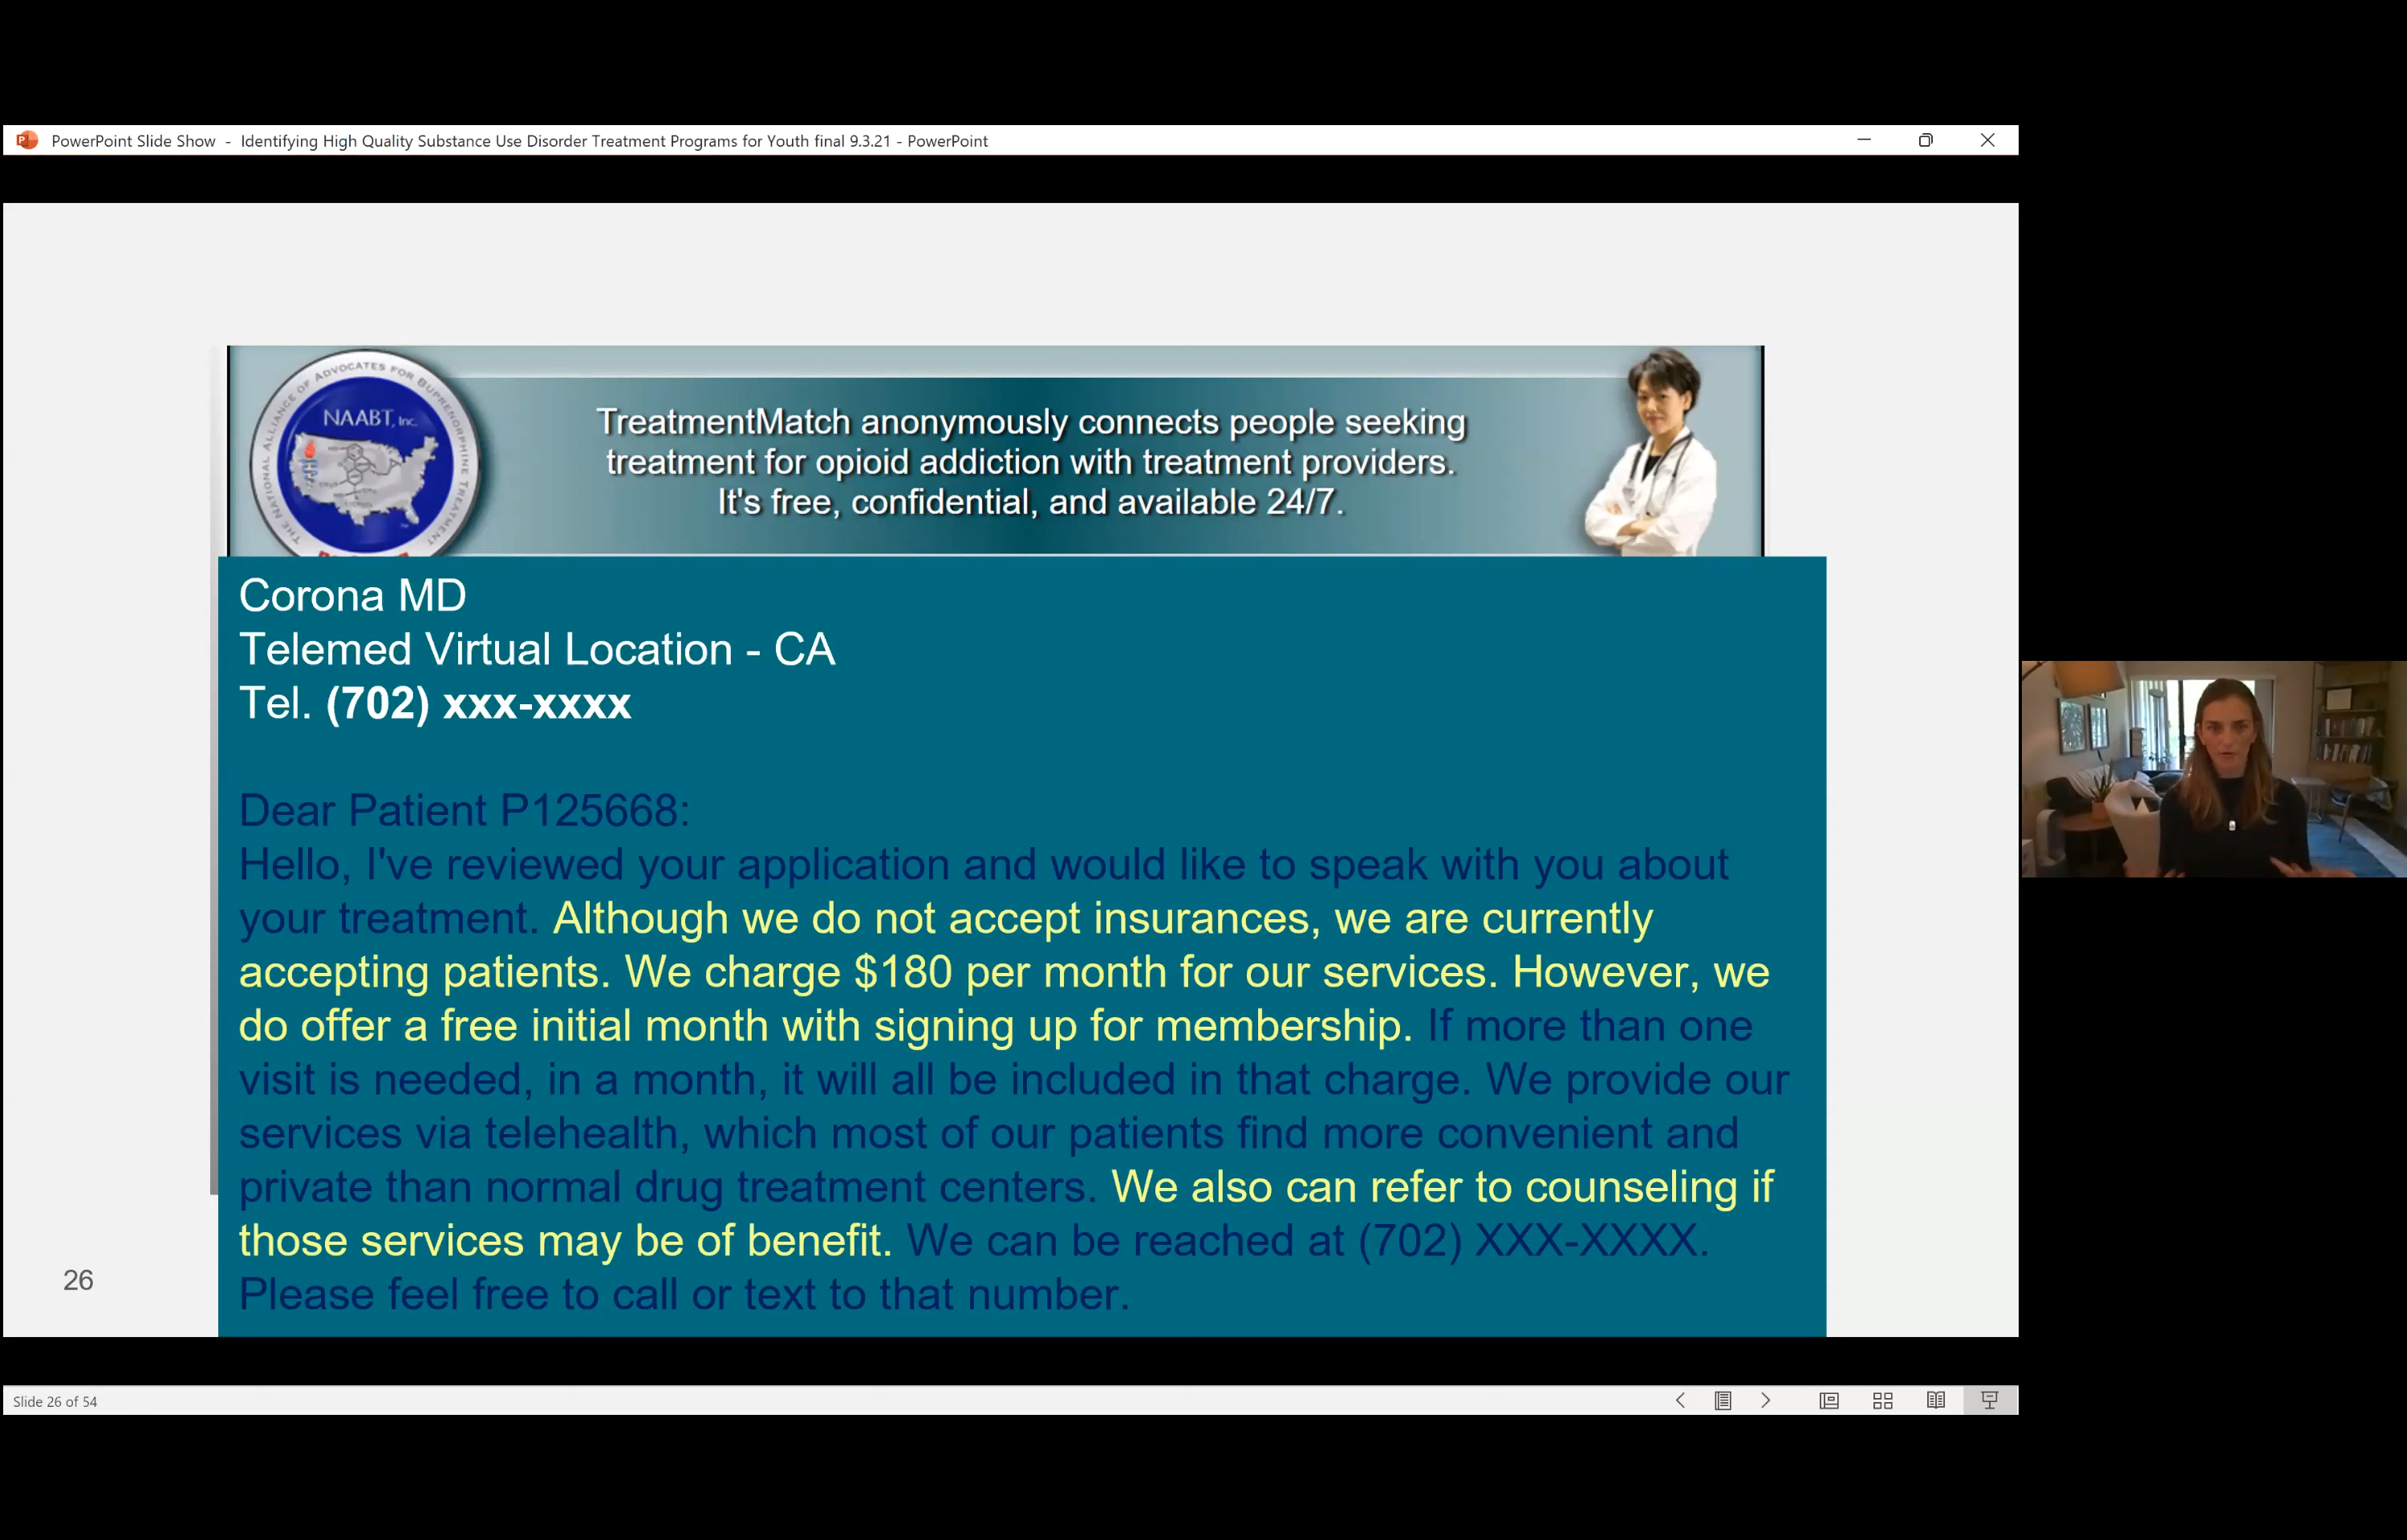 PowerPoint Slide Show - Identifying High Quality Substance Use Disorder Treatment Programs for Youth final 9.3.21 - PowerPoint
THE NATIONAL ALLIANCE OF ADVOCATES FOR BUPRENORPHINE TREATMENT
NAABT, Inc.
TreatmentMatch anonymously connects people seeking
treatment for opioid addiction with treatment providers.
It's free, confidential, and available 24/7.
Corona MD
Telemed Virtual Location - CA
Tel. (702) xxx-xxxx
Dear Patient P125668:
Hello, I've reviewed your application and would like to speak with you about
your treatment. Although we do not accept insurances, we are currently
accepting patients. We charge $180 per month for our services. However, we
do offer a free initial month with signing up for membership. If more than one
visit is needed, in a month, it will all be included in that charge. We provide our
services via telehealth, which most of our patients find more convenient and
private than normal drug treatment centers. We also can refer to counseling if
those services may be of benefit. We can be reached at (702) XXX-XXXX.
Please feel free to call or text to that number.
26
Slide 26 of 54